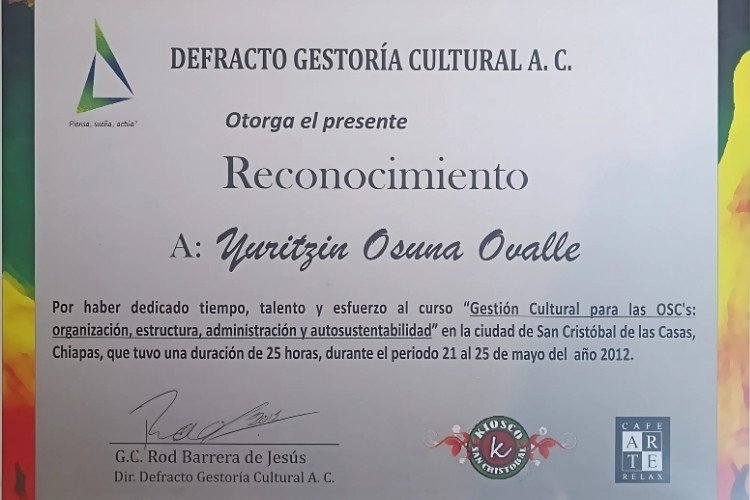 DEFRACTO GESTORÍA CULTURAL A. C.
Piensa, sueña, actúa"
Otorga el presente
Reconocimiento
A: Yuritzin Osuna Ovalle
Por haber dedicado tiempo, talento y esfuerzo al curso "Gestión Cultural para las OSC's:
organización, estructura, administración y autosustentabilidad" en la ciudad de San Cristóbal de las Casas,
Chiapas, que tuvo una duración de 25 horas, durante el periodo 21 al 25 de mayo del año 2012.
G.C. Rod Barrera de Jesús
Dir. Defracto Gestoría Cultural A. C.
KIOSCO
k
SAN CRISTOBAL
CAFE
AR
TE
RELAX